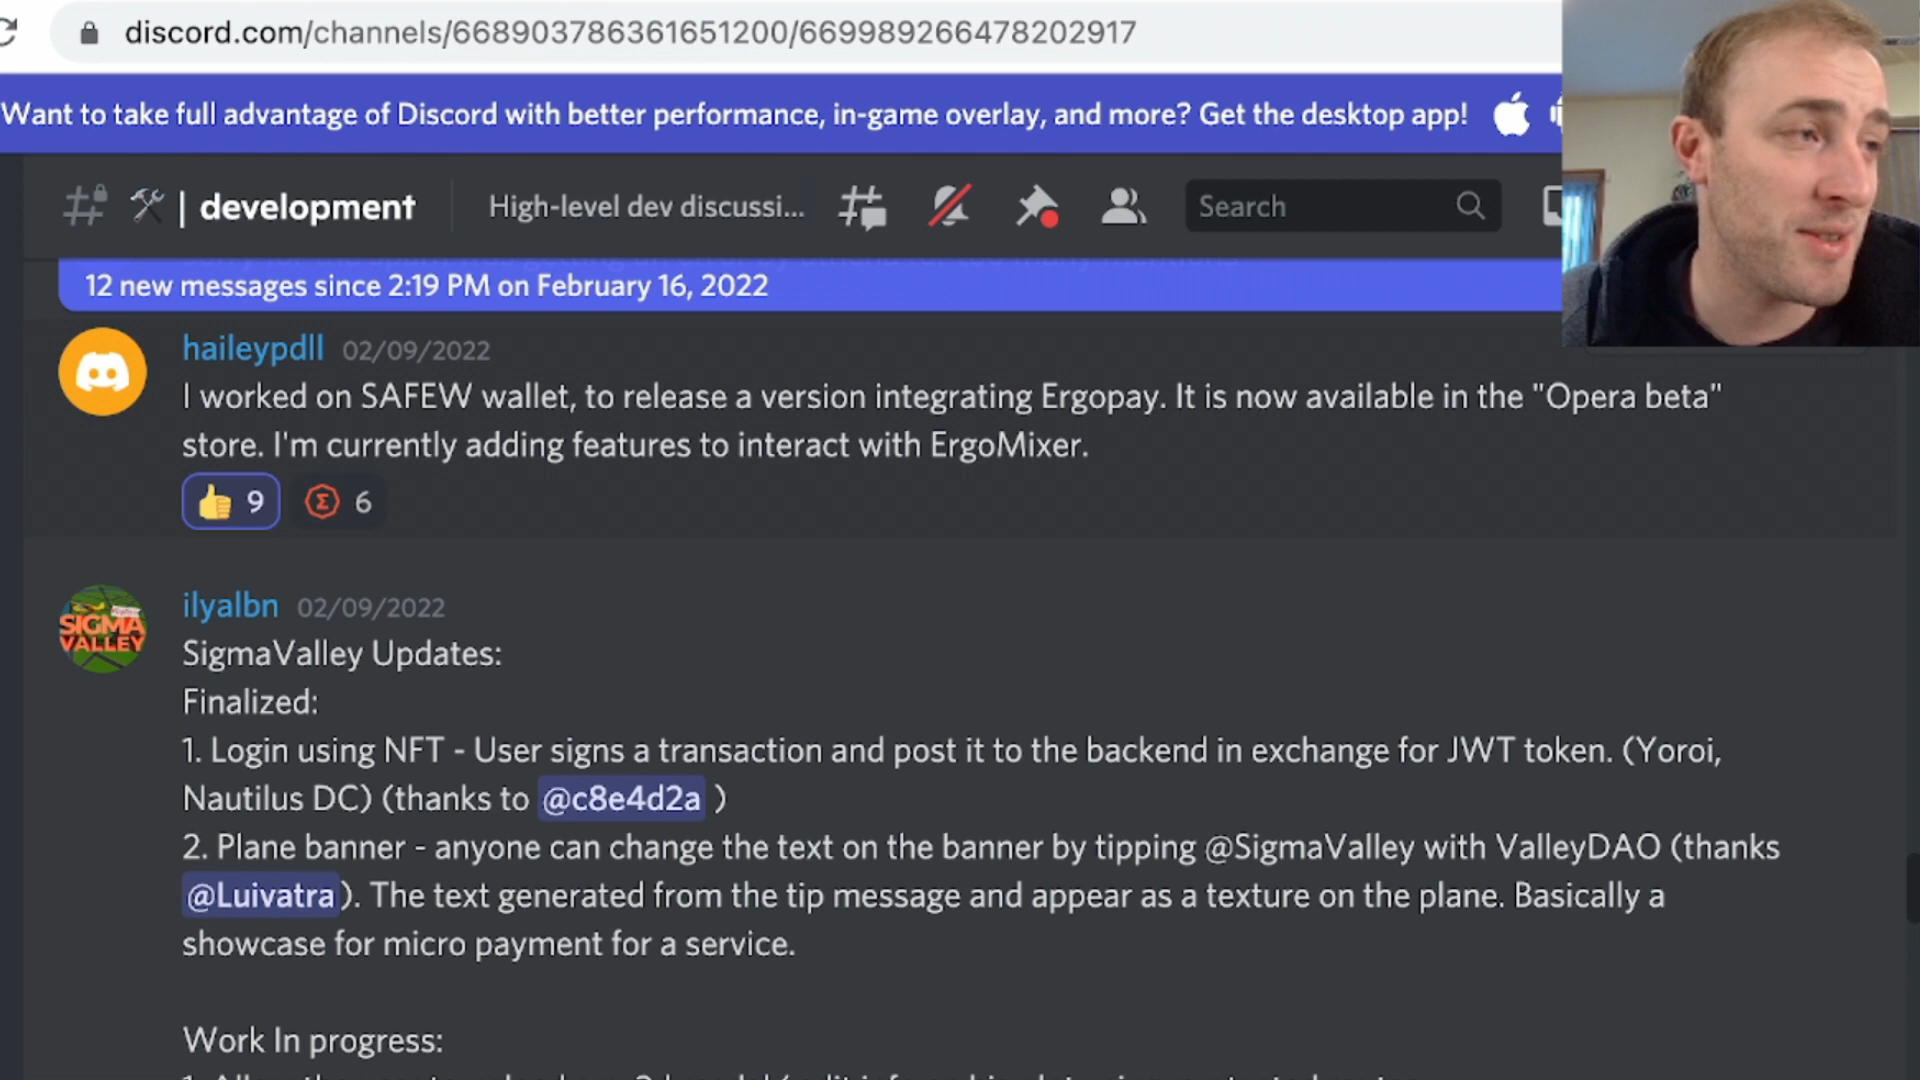 discord.com/channels/668903786361651200/669989266478202917
Want to take full advantage of Discord with better performance, in-game overlay, and more? Get the desktop app!
| development
High-level dev discussi...
Search
12 new messages since 2:19 PM on February 16, 2022
haileypdll 02/09/2022
I worked on SAFEW wallet, to release a version integrating Ergopay. It is now available in the "Opera beta"
store. I'm currently adding features to interact with ErgoMixer.
9 Σ 6
SIGMA
VALLEY
ilyalbn 02/09/2022
SigmaValley Updates:
Finalized:
1. Login using NFT - User signs a transaction and post it to the backend in exchange for JWT token. (Yoroi,
Nautilus DC) (thanks to @c8e4d2a )
2. Plane banner - anyone can change the text on the banner by tipping @SigmaValley with ValleyDAO (thanks
@Luivatra). The text generated from the tip message and appear as a texture on the plane. Basically a
showcase for micro payment for a service.
Work In progress: